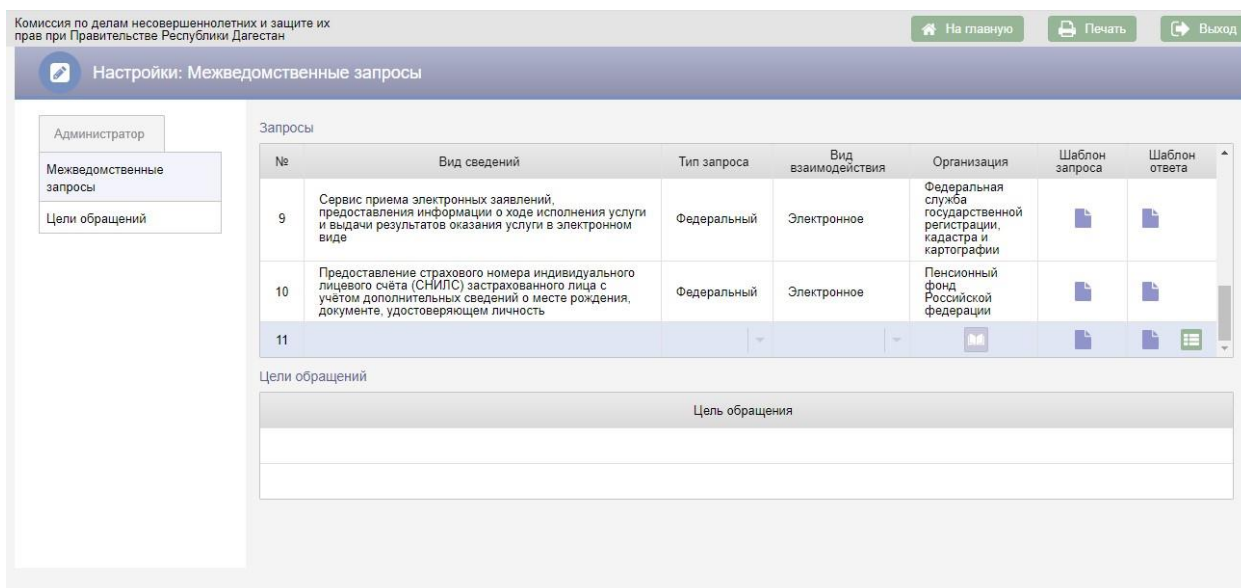 Комиссия по делам несовершеннолетних и защите их
прав при Правительстве Республики Дагестан
На главную
Печать
Выход
Настройки: Межведомственные запросы
Администратор
Межведомственные
запросы
Цели обращений
Запросы
№
Вид сведений
Тип запроса
Вид
взаимодействия
Организация
Шаблон
запроса
Шаблон
ответа
9
Сервис приема электронных заявлений,
предоставления информации о ходе исполнения услуги
и выдачи результатов оказания услуги в электронном
виде
Федеральный
Электронное
Федеральная
служба
государственной
регистрации,
кадастра и
картографии
10
Предоставление страхового номера индивидуального
лицевого счёта (СНИЛС) застрахованного лица с
учётом дополнительных сведений о месте рождения,
документе, удостоверяющем личность
Федеральный
Электронное
Пенсионный
фонд
Российской
федерации
11
Цели обращений
Цель обращения